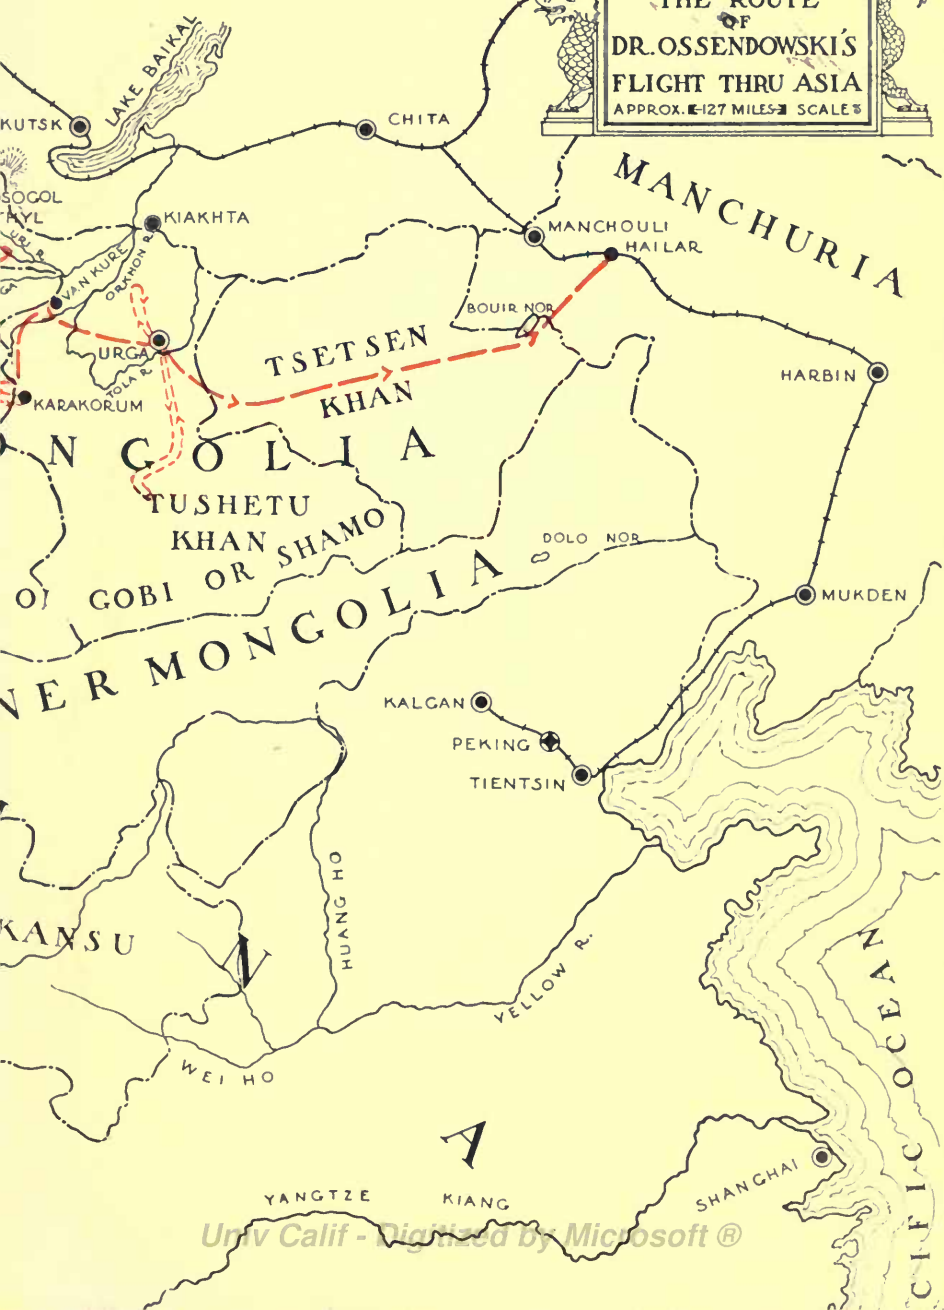 THE ROUTE
OF
DR. OSSENDOWSKI'S
FLIGHT THRU ASIA
APPROX. 127 MILES SCALE
LAKE BAIKAL
KUTSK
CHITA
MANCHURIA
SOGOL
HYL
URI R.
GA
KIAKHTA
MANCHOULI
HAILAR
VAN KURE
ORKHON R.
BOUIR NOR
URGA
TOLA R.
TSETSEN
KHAN
HARBIN
KARAKORUM
NGOLIA
TUSHETU
KHAN
GOBI OR SHAMO
DOLO NOR
MUKDEN
NER MONGOLIA
KALGAN
PEKING
TIENTSIN
KANSU
N
HUANG HO
YELLOW R.
WEI HO
A
SHANGHAI
YANGTZE KIANG
CIFIC OCEAN
Univ Calif - Digitized by Microsoft ®